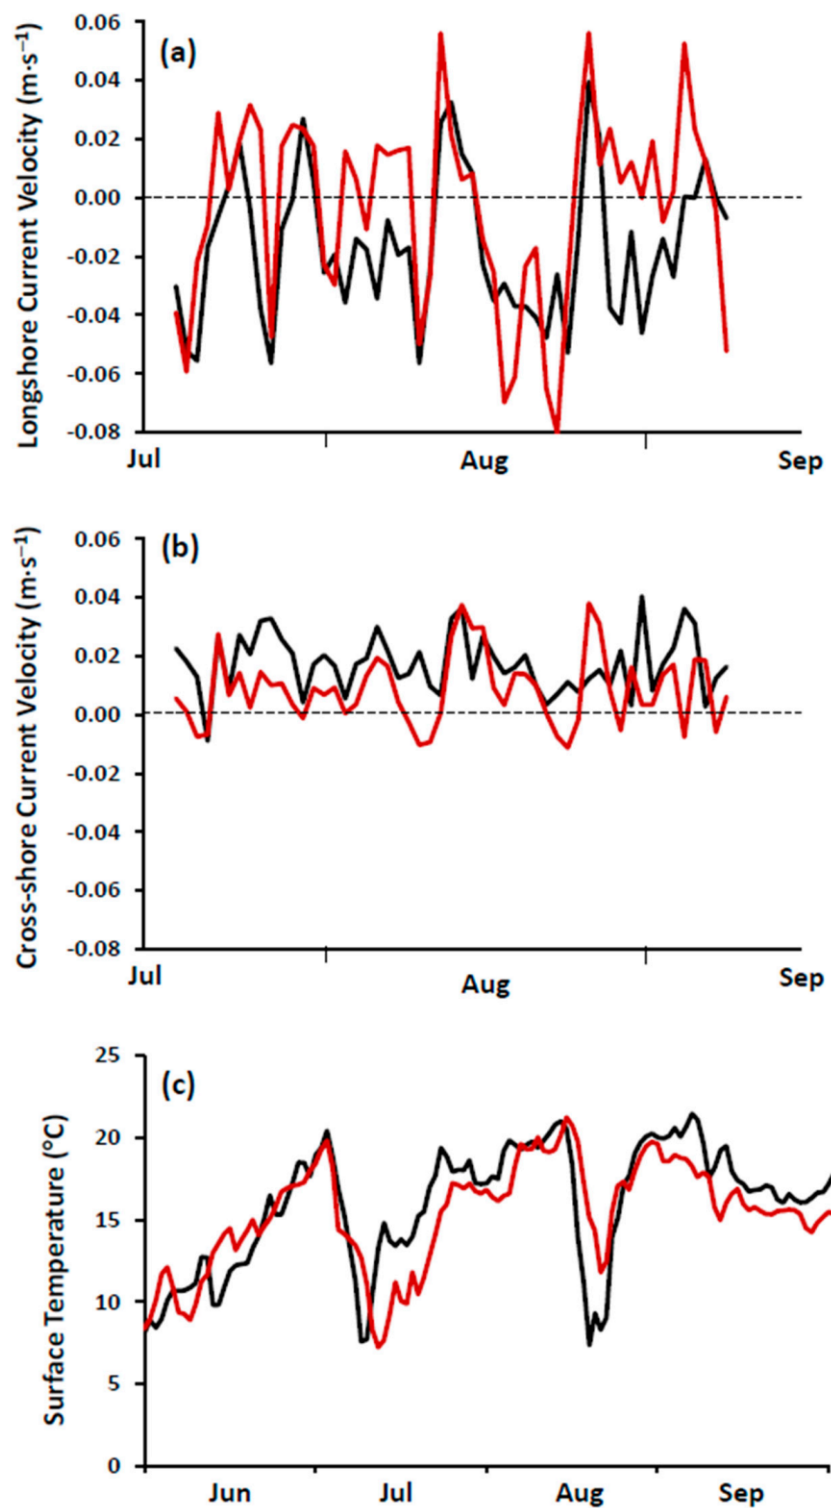 (a)
Longshore Current Velocity (m·s⁻¹)
0.06
0.04
0.02
0.00
-0.02
-0.04
-0.06
-0.08
Jul Aug Sep
(b)
Cross-shore Current Velocity (m·s⁻¹)
0.06
0.04
0.02
0.00
-0.02
-0.04
-0.06
-0.08
Jul Aug Sep
(c)
Surface Temperature (°C)
25
20
15
10
5
0
Jun Jul Aug Sep